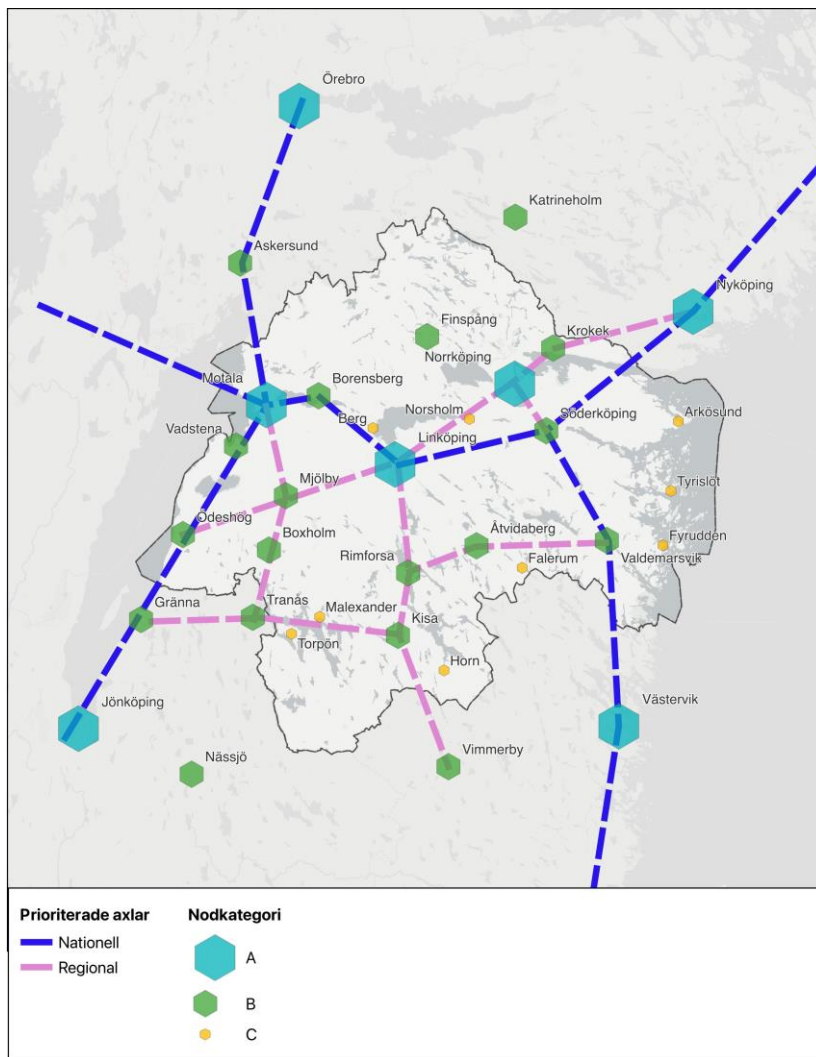 Örebro
Katrineholm
Askersund
Nyköping
Finspång
Krokek
Norrköping
Motala
Borensberg
Berg
Norsholm
Söderköping
Arkösund
Vadstena
Linköping
Mjölby
Tyrislöt
Ödeshög
Boxholm
Åtvidaberg
Fyrudden
Rimforsa
Falerum
Valdemarsvik
Gränna
Tranås
Malexander
Kisa
Torpön
Horn
Jönköping
Västervik
Nässjö
Vimmerby
Prioriterade axlar
Nationell
Regional
Nodkategori
A
B
C